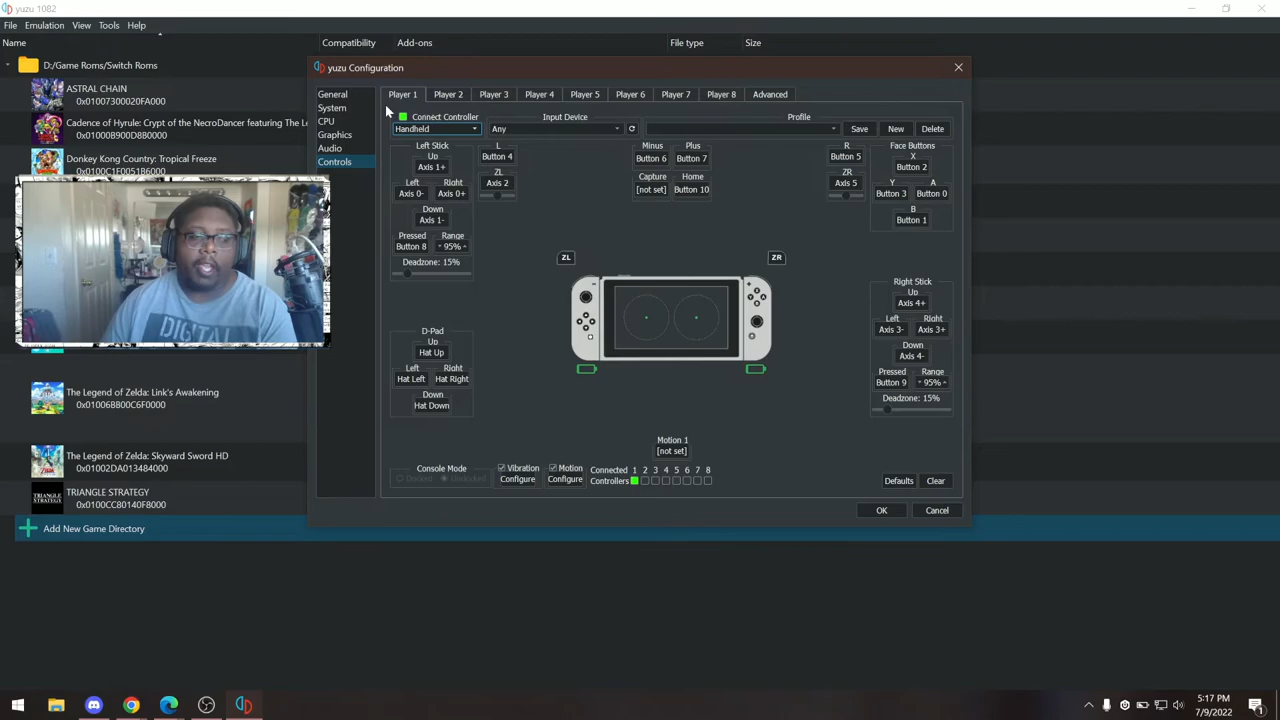 yuzu 1082
File Emulation View Tools Help
Name Compatibility Add-ons File type Size
D:/Game Roms/Switch Roms
ASTRAL CHAIN
0x01007300020FA000
Cadence of Hyrule: Crypt of the NecroDancer featuring The Le
0x01000B900D8B0000
Donkey Kong Country: Tropical Freeze
0x0100C1F0051B6000
DIGITAL
The Legend of Zelda: Link's Awakening
0x01006BB00C6F0000
The Legend of Zelda: Skyward Sword HD
0x01002DA013484000
TRIANGLE STRATEGY
0x0100CC80140F8000
TRIANGLE
STRATEGY
Add New Game Directory
yuzu Configuration
General
System
CPU
Graphics
Audio
Controls
Player 1 Player 2 Player 3 Player 4 Player 5 Player 6 Player 7 Player 8 Advanced
Connect Controller Input Device Profile
Handheld Any Save New Delete
Left Stick
Up
Axis 1+
Left Right
Axis 0- Axis 0+
Down
Axis 1-
Pressed Range
Button 8 95%
Deadzone: 15%
L
Button 4
ZL
Axis 2
Minus Plus
Button 6 Button 7
Capture Home
[not set] Button 10
R
Button 5
ZR
Axis 5
Face Buttons
X
Button 2
Y A
Button 3 Button 0
B
Button 1
ZL ZR
D-Pad
Up
Hat Up
Left Right
Hat Left Hat Right
Down
Hat Down
Right Stick
Up
Axis 4+
Left Right
Axis 3- Axis 3+
Down
Axis 4-
Pressed Range
Button 9 95%
Deadzone: 15%
Motion 1
[not set]
Console Mode
Docked Undocked
Vibration
Configure
Motion
Configure
Connected 1 2 3 4 5 6 7 8
Controllers
Defaults Clear
OK Cancel
5:17 PM
7/9/2022